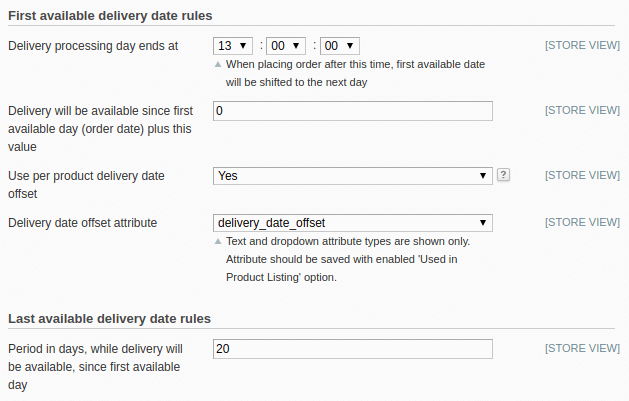 First available delivery date rules
Delivery processing day ends at
13 : 00 : 00
[STORE VIEW]
When placing order after this time, first available date
will be shifted to the next day
Delivery will be available since first
available day (order date) plus this
value
0
[STORE VIEW]
Use per product delivery date
offset
Yes
?
[STORE VIEW]
Delivery date offset attribute
delivery_date_offset
[STORE VIEW]
Text and dropdown attribute types are shown only.
Attribute should be saved with enabled 'Used in
Product Listing' option.
Last available delivery date rules
Period in days, while delivery will
be available, since first available
day
20
[STORE VIEW]